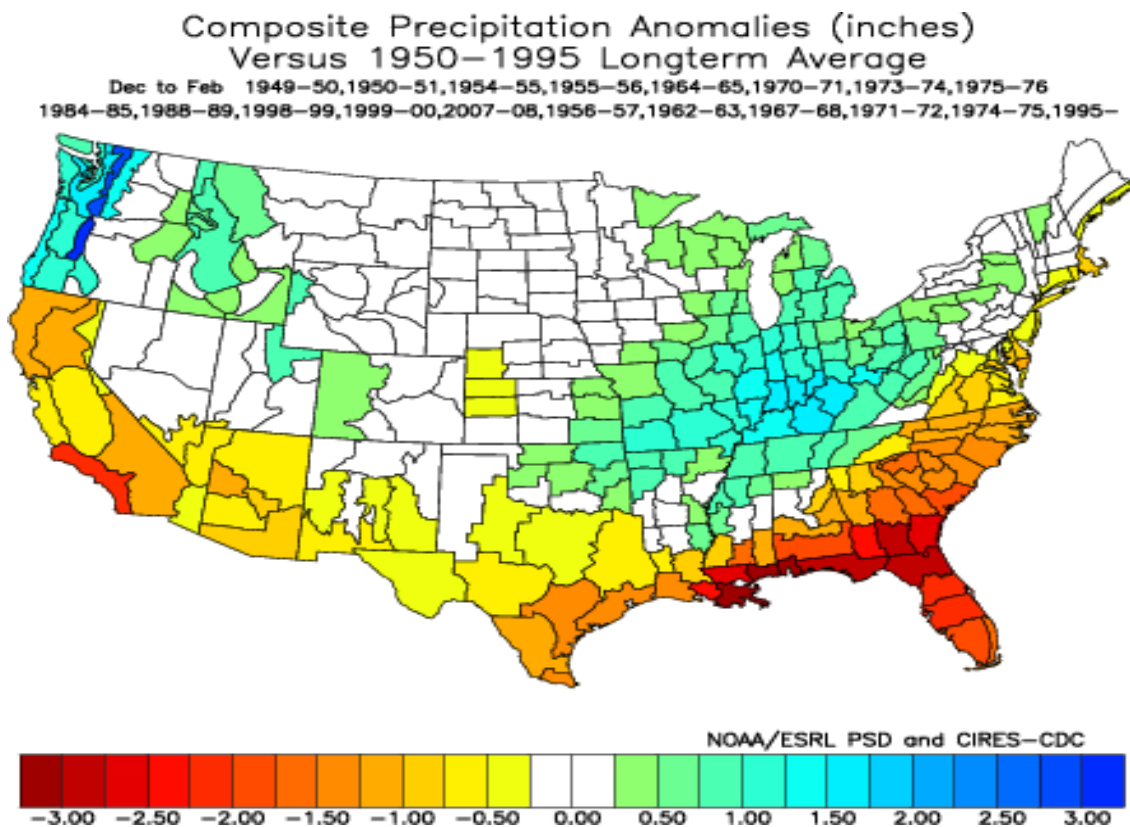 Composite Precipitation Anomalies (inches)
Versus 1950-1995 Longterm Average
Dec to Feb 1949-50,1950-51,1954-55,1955-56,1964-65,1970-71,1973-74,1975-76
1984-85,1988-89,1998-99,1999-00,2007-08,1956-57,1962-63,1967-68,1971-72,1974-75,1995-
NOAA/ESRL PSD and CIRES-CDC
-3.00 -2.50 -2.00 -1.50 -1.00 -0.50 0.00 0.50 1.00 1.50 2.00 2.50 3.00